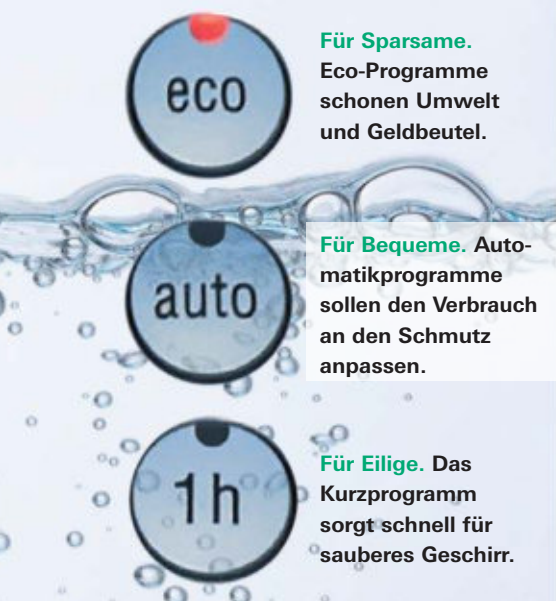 eco
Für Sparsame.
Eco-Programme
schonen Umwelt
und Geldbeutel.
auto
Für Bequeme. Auto-
matikprogramme
sollen den Verbrauch
an den Schmutz
anpassen.
1h
Für Eilige. Das
Kurzprogramm
sorgt schnell für
sauberes Geschirr.